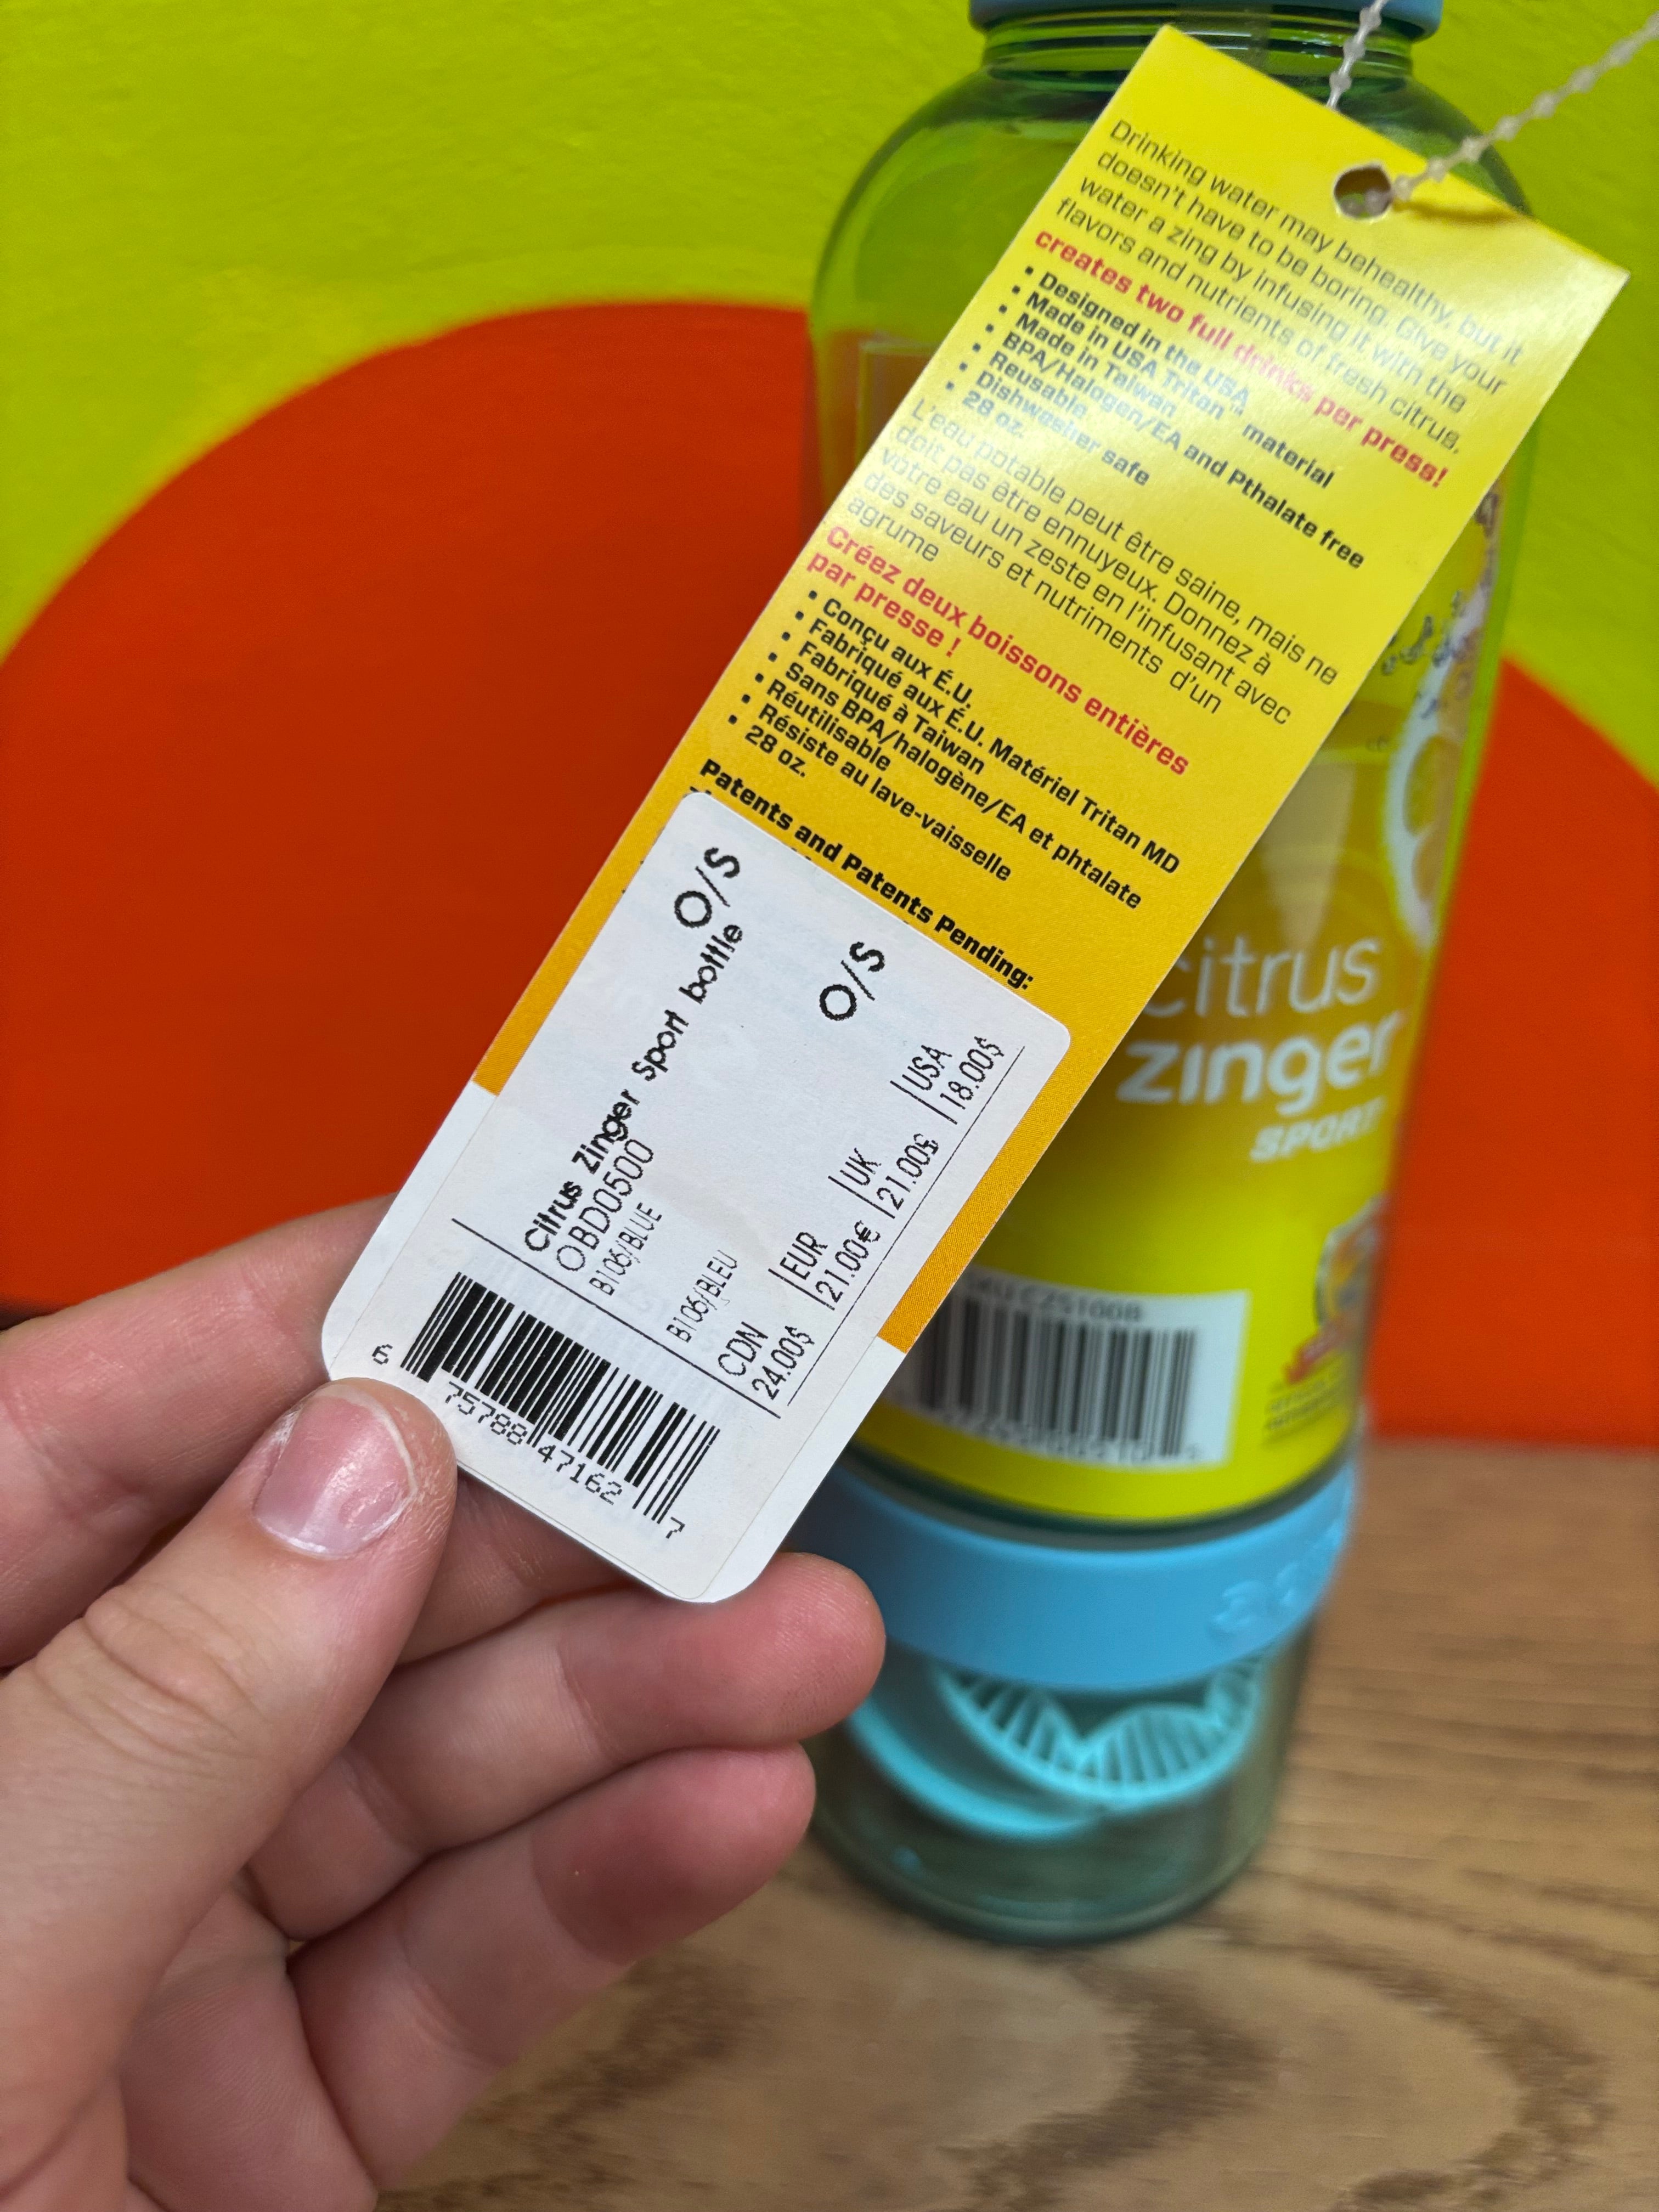 Drinking water may behealthy, but it
doesn't have to be boring. Give your
water a zing by infusing it with the
flavors and nutrients of fresh citrus.
creates two full drinks per press!
• Designed in the USA
• Made in USA Tritan™ material
• Made in Taiwan
• BPA/Halogen/EA and Pthalate free
• Reusable
• Dishwasher safe
28 oz.
L'eau potable peut être saine, mais ne
doit pas être ennuyeux. Donnez à
vôtre eau un zeste en l'infusant avec
des saveurs et nutriments d'un
agrume
Créez deux boissons entières
par presse !
• Conçu aux É.U.
• Fabriqué aux É.U. Matériel Tritan MD
• Fabriqué à Taiwan
• Sans BPA/halogène/EA et phtalate
• Réutilisable
• Résiste au lave-vaisselle
28 oz.
Patents and Patents Pending:
Citrus Zinger Sport bottle O/S
OBD0500
B106/BLUE
O/S
B106/BLEU
CDN EUR UK USA
24.00$ 21.00€ 21.00£ 18.00$
6 75788 47162 7
citrus
zinger
SPORT